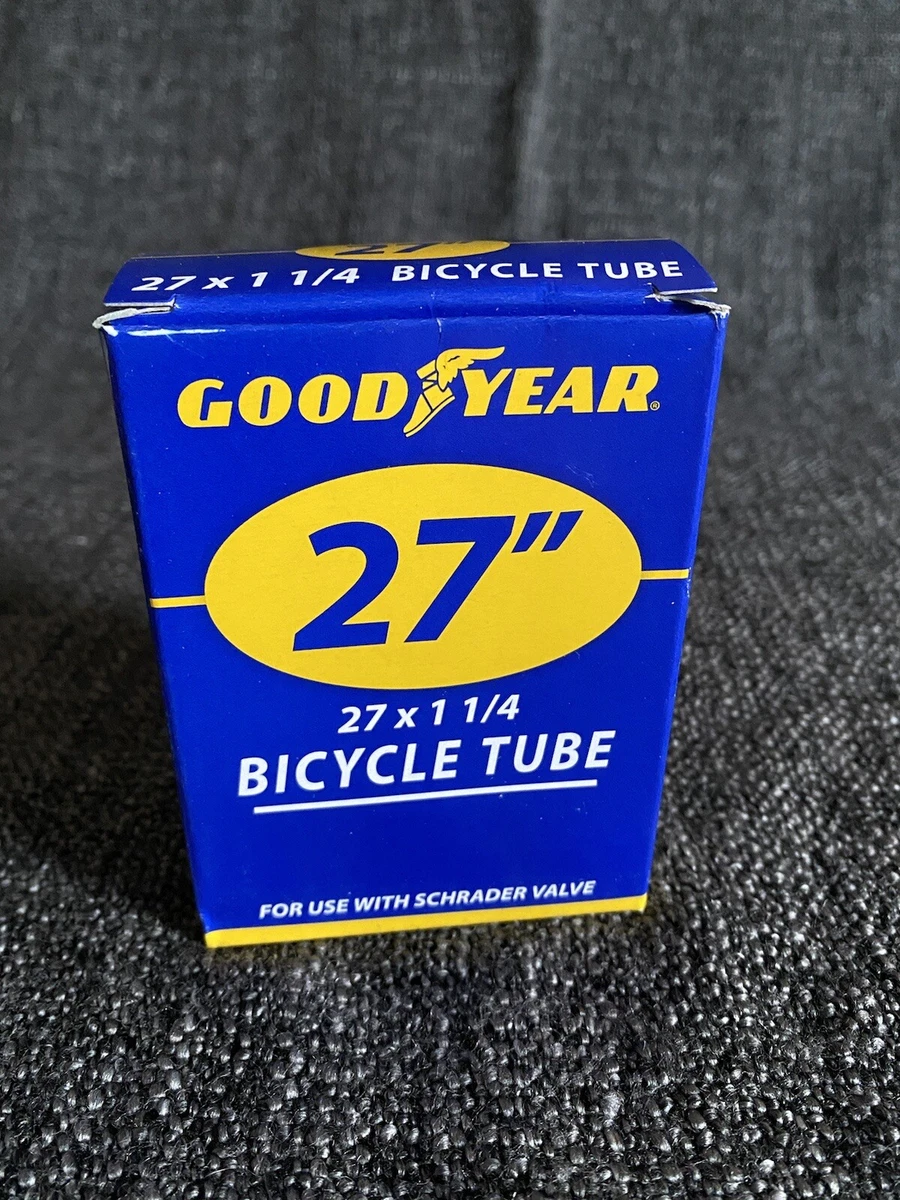 27"
27 x 1 1/4 BICYCLE TUBE
GOODYEAR®
27"
27 x 1 1/4
BICYCLE TUBE
FOR USE WITH SCHRADER VALVE